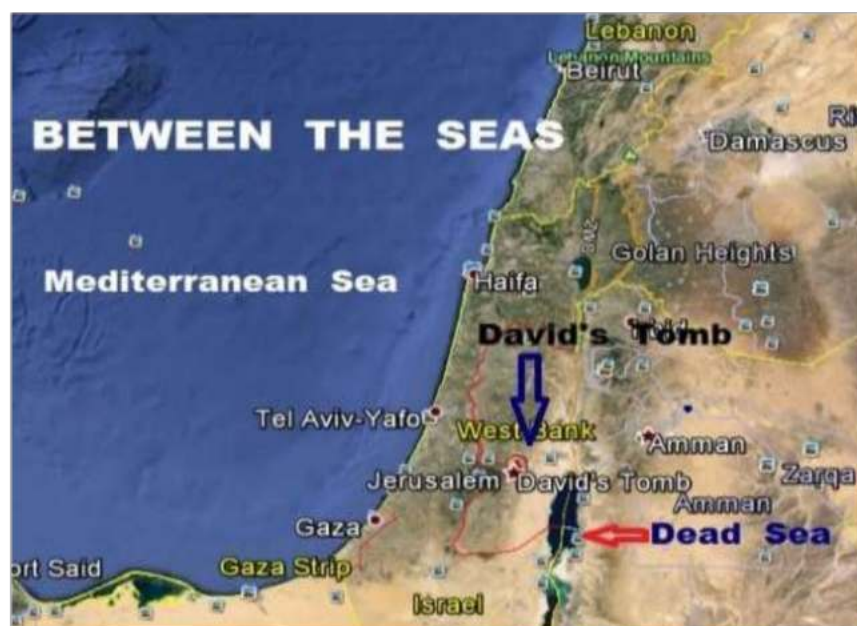 Lebanon
Lebanon Mountains
Beirut
BETWEEN THE SEAS
Damascus
Golan Heights
Mediterranean Sea
Haifa
David's Tomb
Tel Aviv-Yafo
West Bank
Amman
Jerusalem
David's Tomb
Zarqa
Amman
Gaza
Dead Sea
ort Said
Gaza Strip
Israel